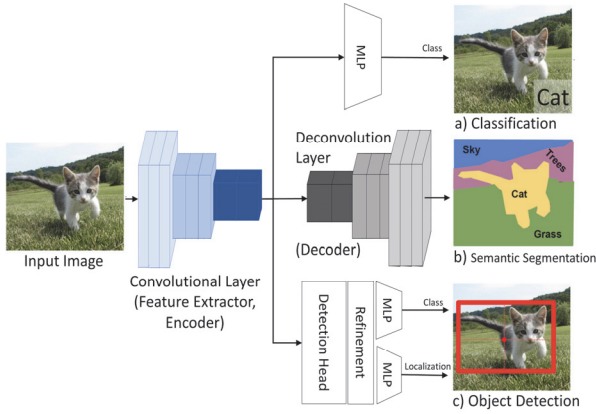 MLP
Class
Cat
a) Classification
Input Image
Convolutional Layer
(Feature Extractor,
Encoder)
Deconvolution
Layer
(Decoder)
Sky
Trees
Cat
Grass
b) Semantic Segmentation
Detection Head
Refinement
MLP
Class
MLP
Localization
c) Object Detection